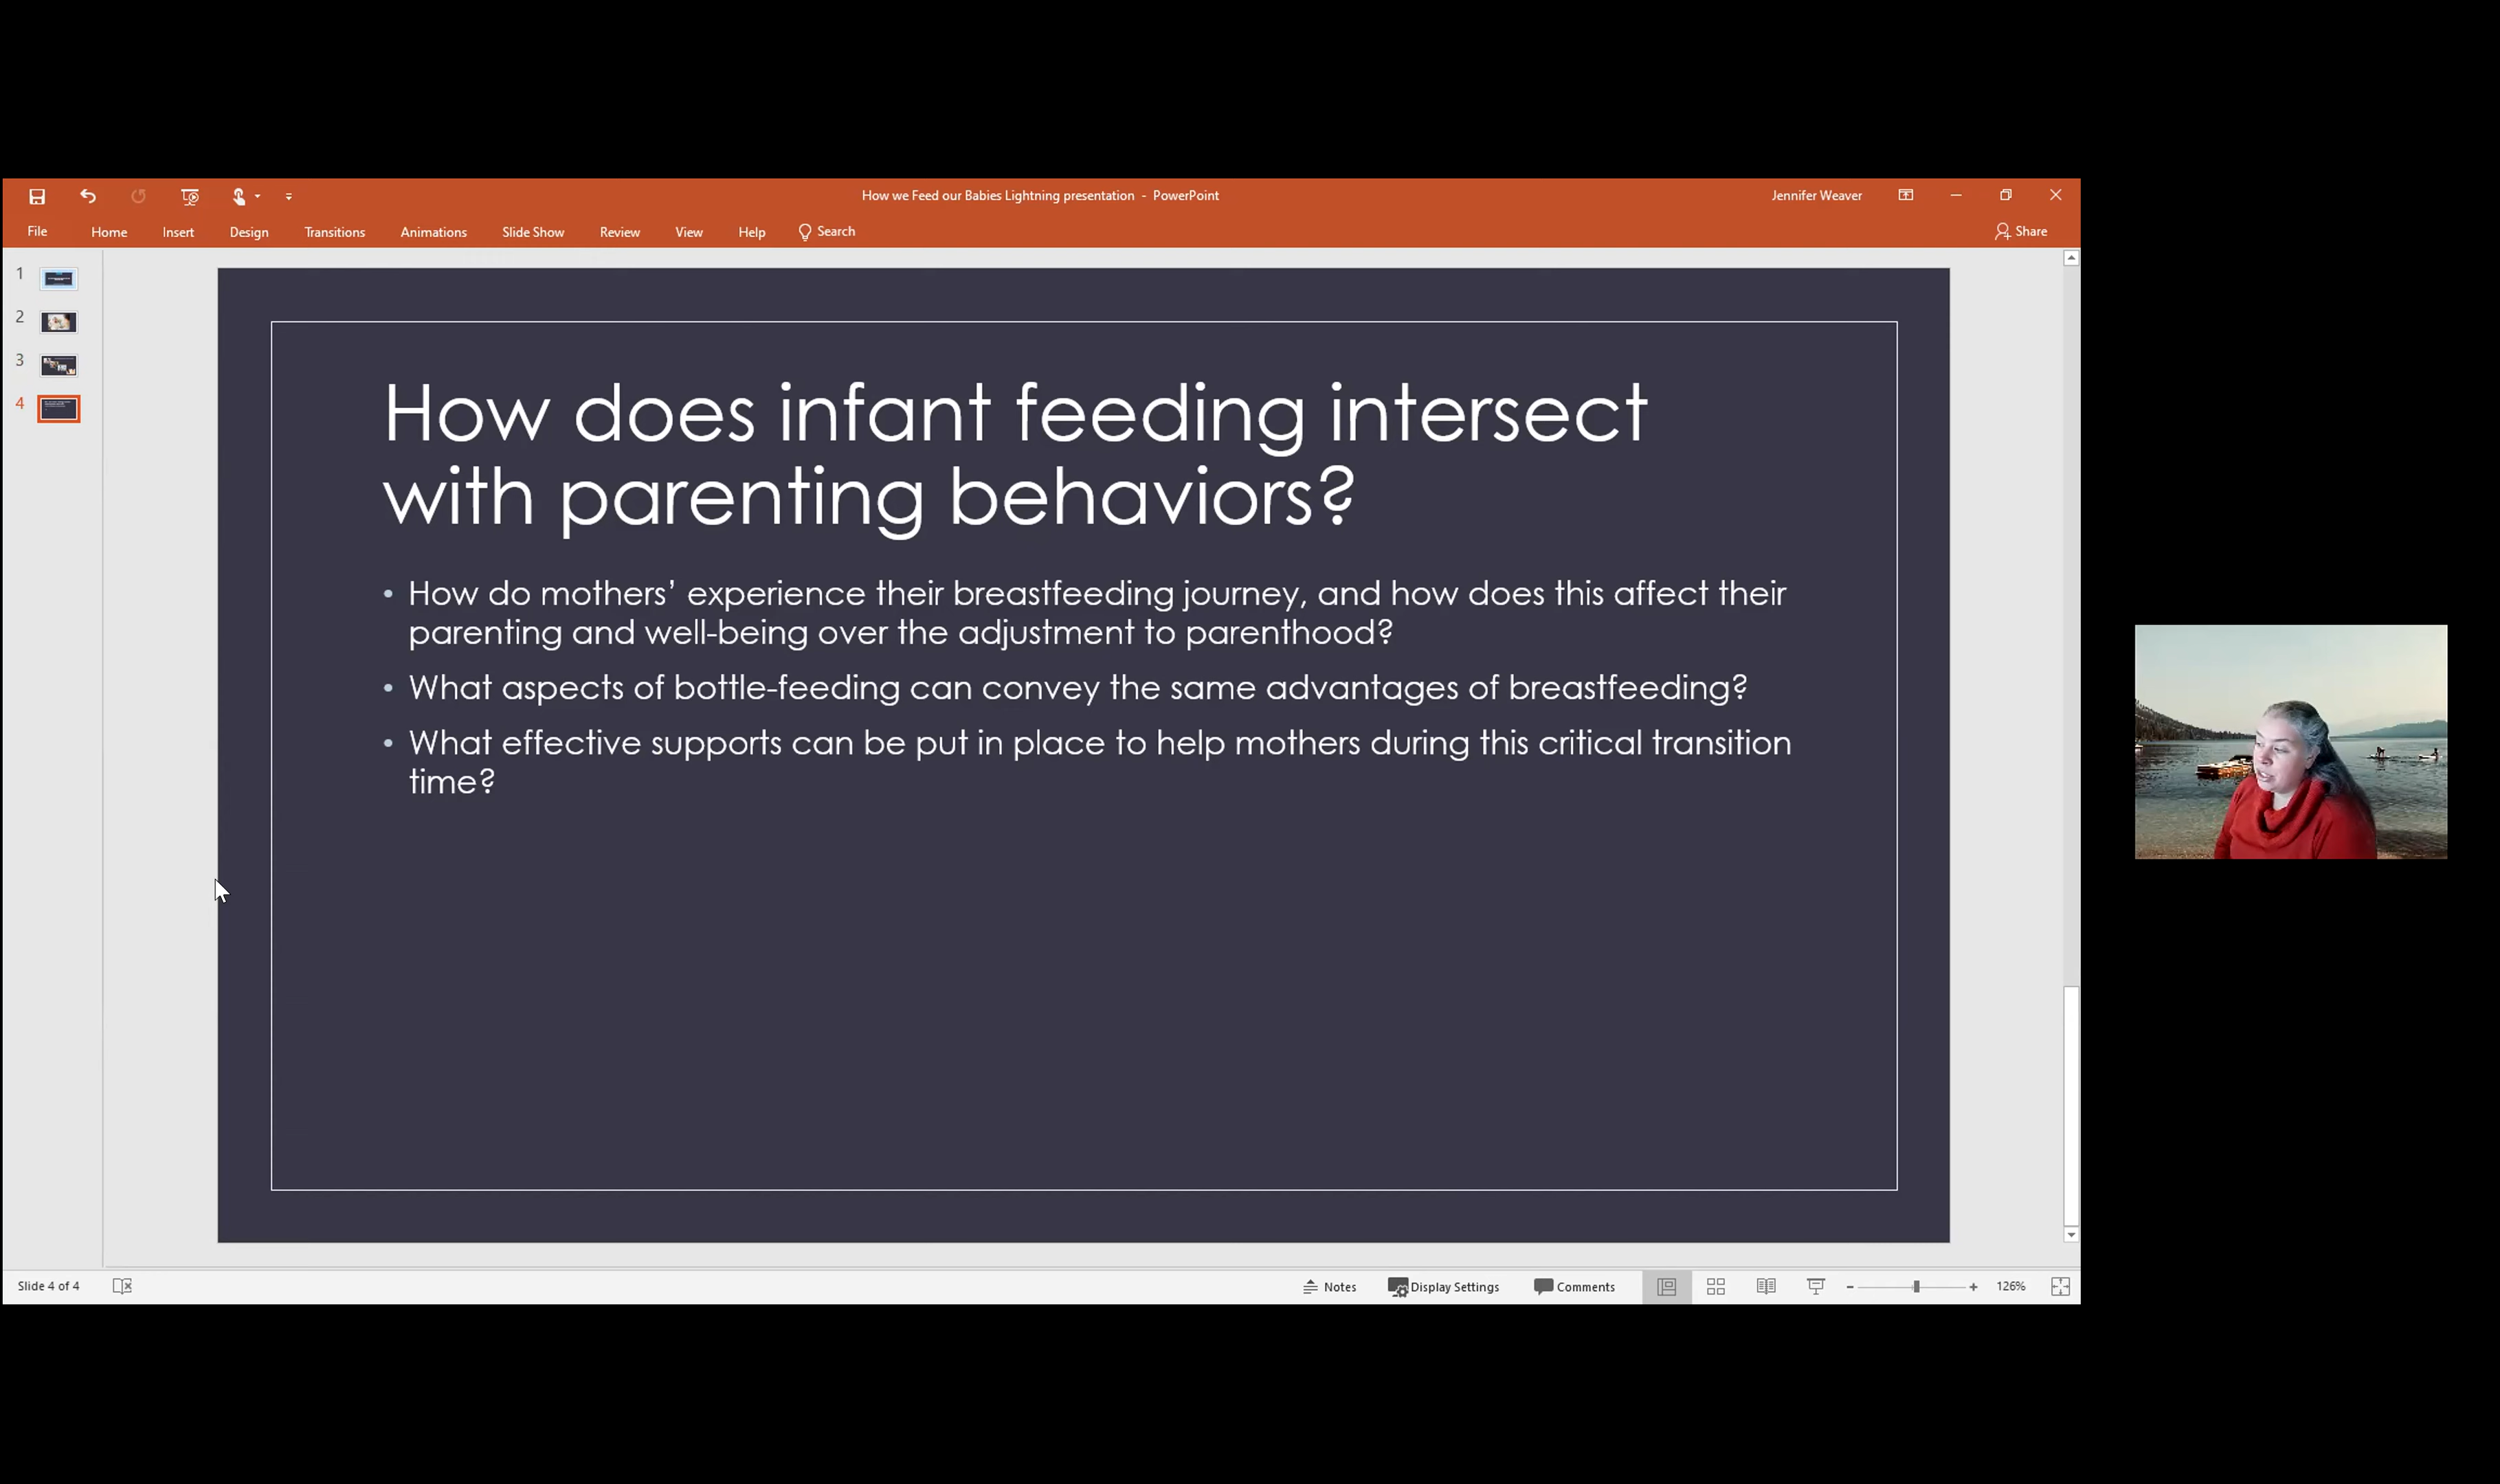 How we Feed our Babies Lightning presentation - PowerPoint
Jennifer Weaver
File Home Insert Design Transitions Animations Slide Show Review View Help Search
Share
1
2
3
4
How does infant feeding intersect
with parenting behaviors?
• How do mothers’ experience their breastfeeding journey, and how does this affect their
parenting and well-being over the adjustment to parenthood?
• What aspects of bottle-feeding can convey the same advantages of breastfeeding?
• What effective supports can be put in place to help mothers during this critical transition
time?
Slide 4 of 4
Notes Display Settings Comments
- + 126%